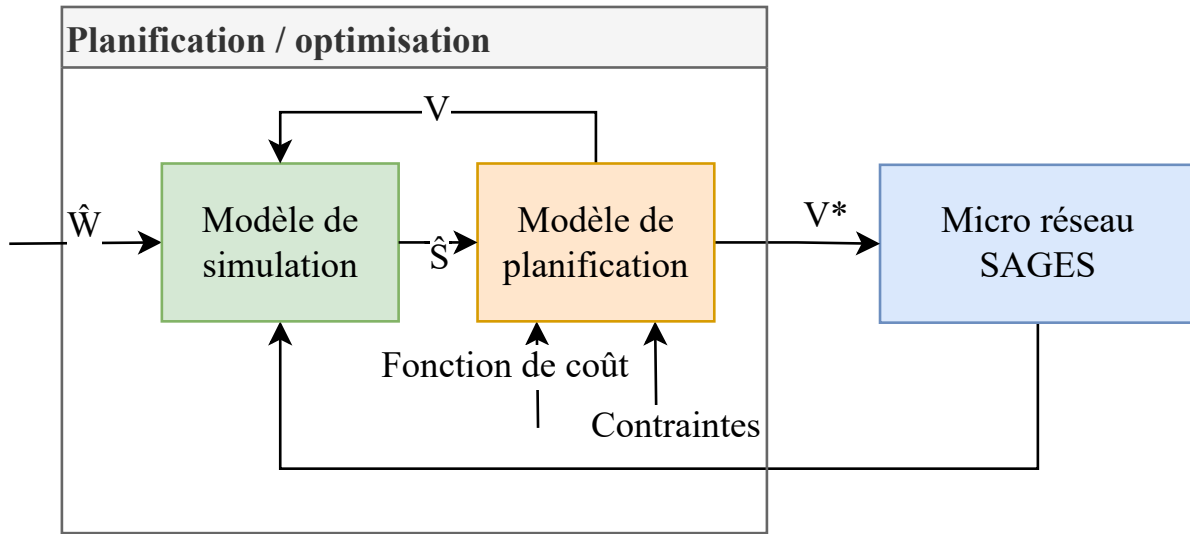 Planification / optimisation
V
Ŵ
Modèle de
simulation
Ŝ
Modèle de
planification
V*
Micro réseau
SAGES
Fonction de coût
Contraintes